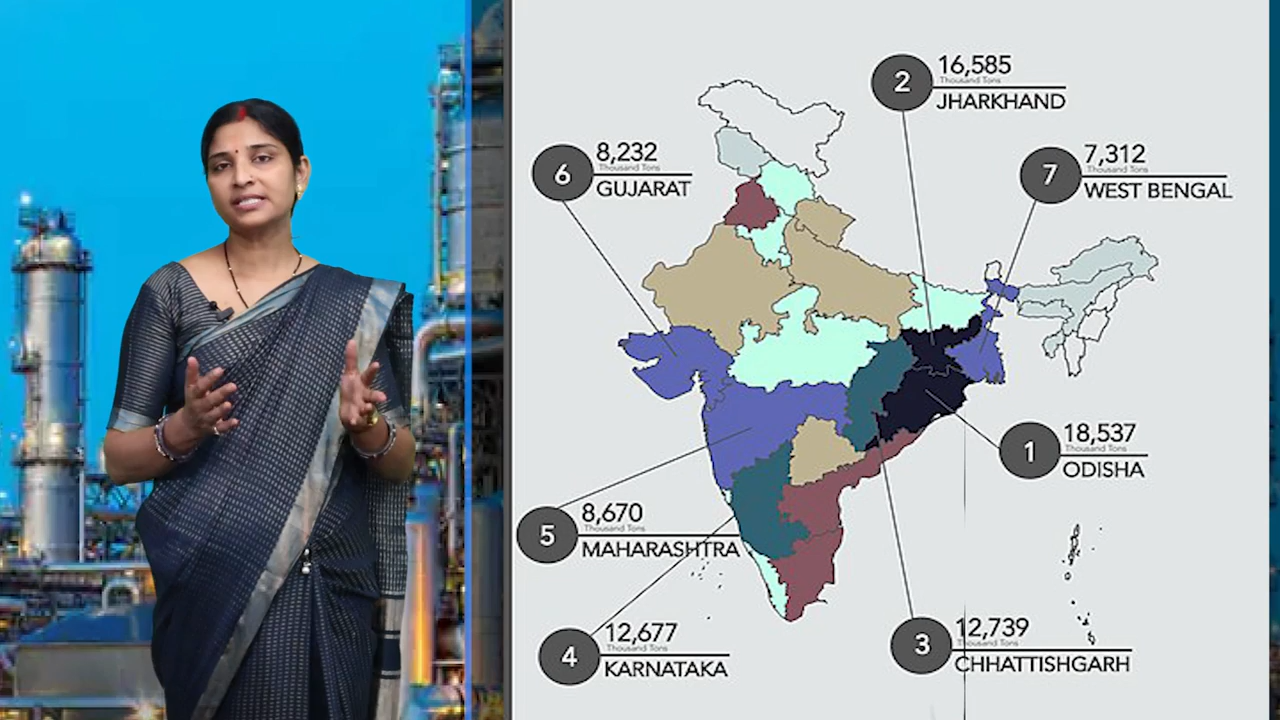 2
16,585
Thousand Tons
JHARKHAND
6
8,232
Thousand Tons
GUJARAT
7
7,312
Thousand Tons
WEST BENGAL
1
18,537
Thousand Tons
ODISHA
5
8,670
Thousand Tons
MAHARASHTRA
4
12,677
Thousand Tons
KARNATAKA
3
12,739
Thousand Tons
CHHATTISHGARH